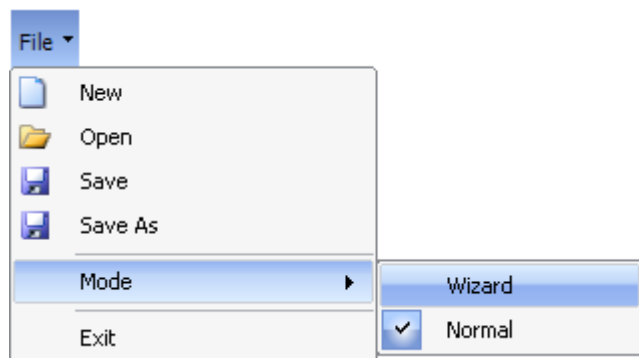 File
New
Open
Save
Save As
Mode
Wizard
Normal
Exit